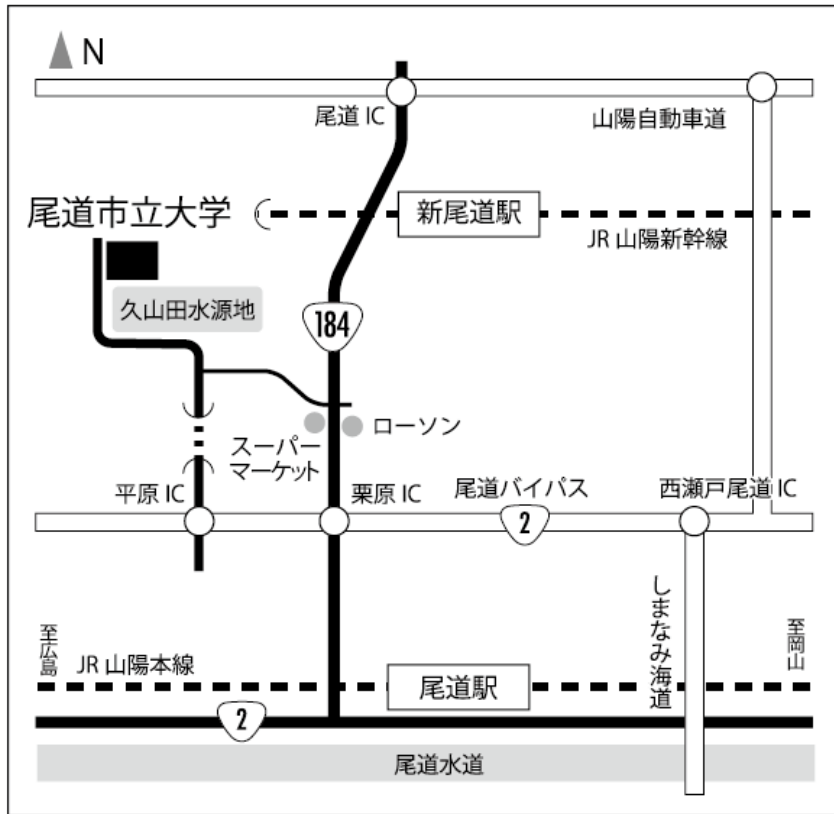 N
尾道 IC
山陽自動車道
尾道市立大学
新尾道駅
JR 山陽新幹線
久山田水源地
184
ローソン
スーパー
マーケット
平原 IC
栗原 IC
尾道バイパス
西瀬戸尾道 IC
2
しまなみ海道
至広島
至岡山
JR 山陽本線
尾道駅
2
尾道水道